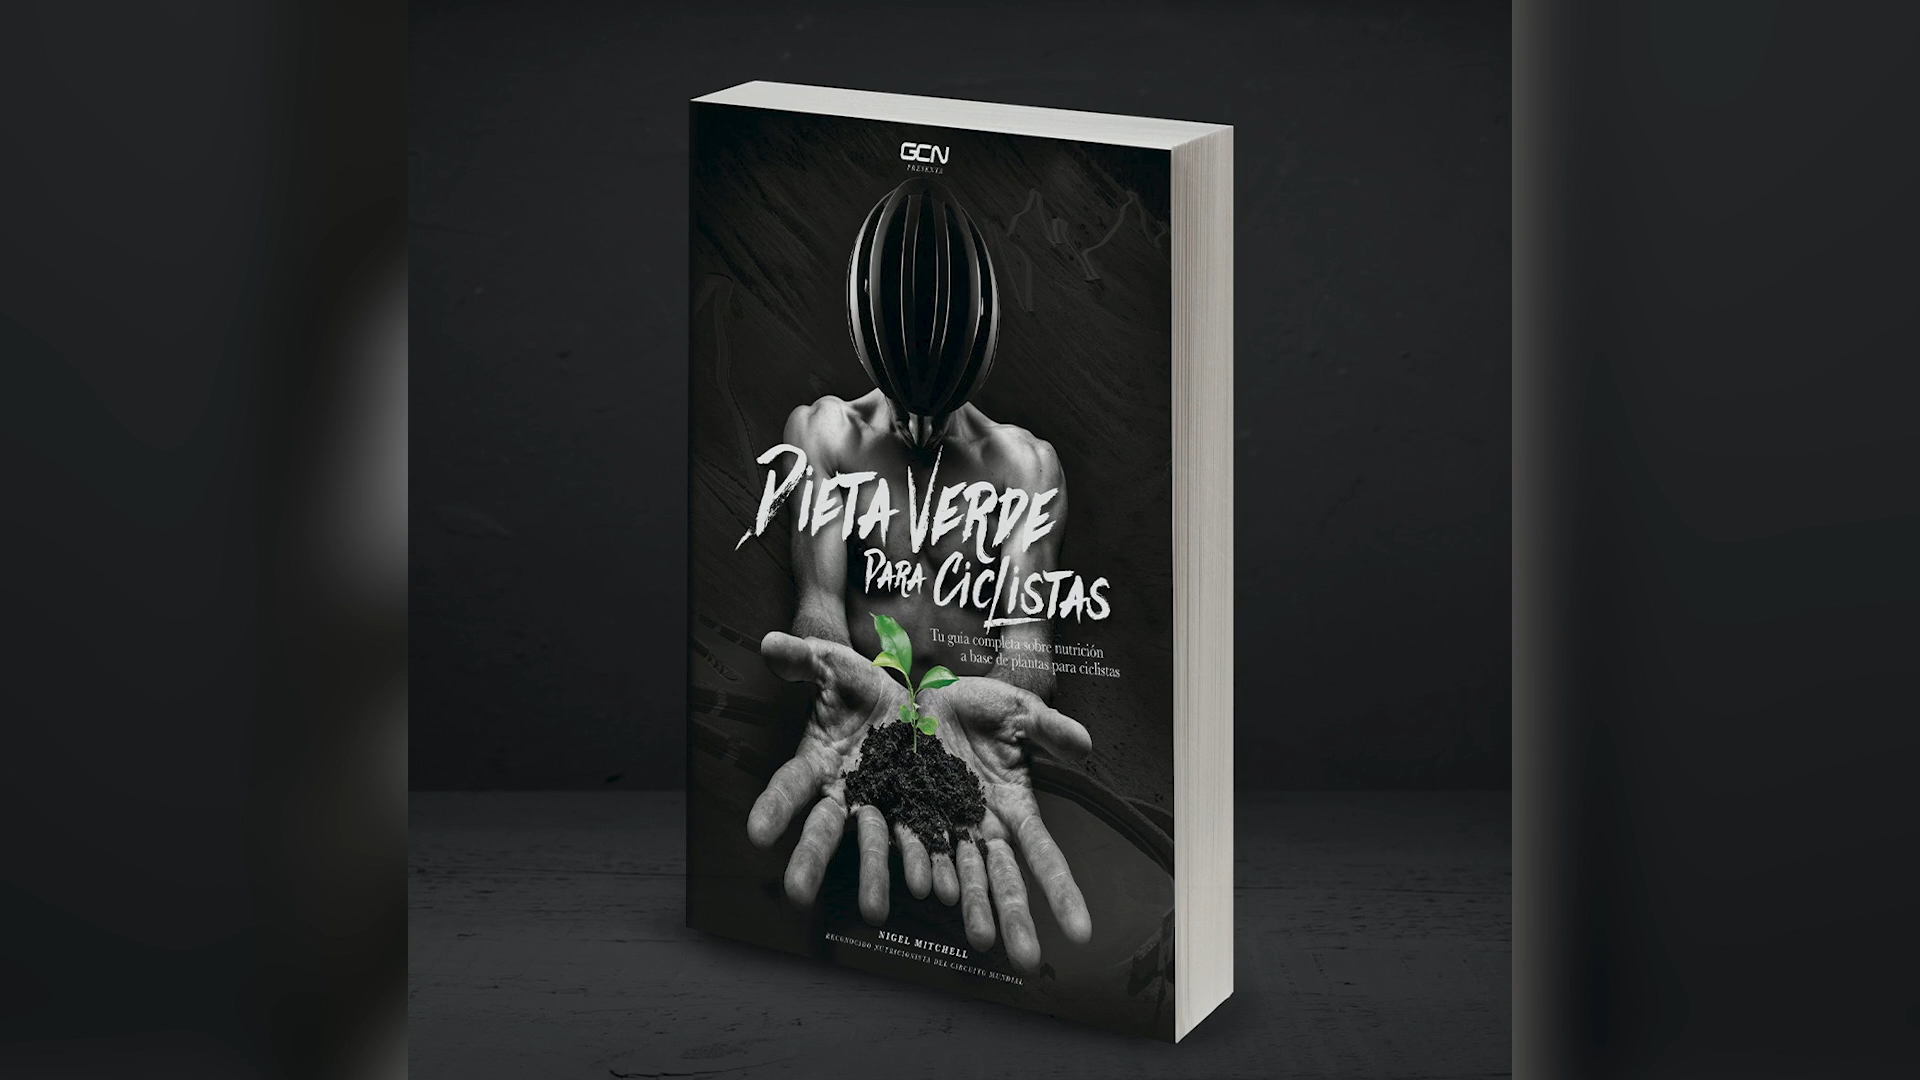 GCN
PRESENTA
DIETA VERDE
PARA CICLISTAS
Tu guía completa sobre nutrición
a base de plantas para ciclistas
NIGEL MITCHELL
RECONOCIDO NUTRICIONISTA DEL CIRCUITO MUNDIAL